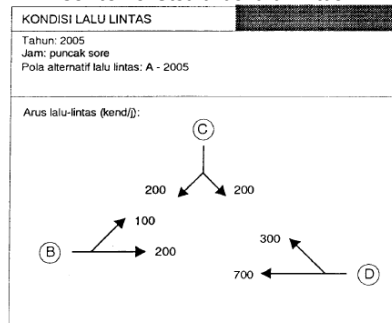 KONDISI LALU LINTAS
Tahun: 2005
Jam: puncak sore
Pola alternatif lalu lintas: A - 2005
Arus lalu-lintas (kend/j):
C
200 200
100
B 200
300
700 D